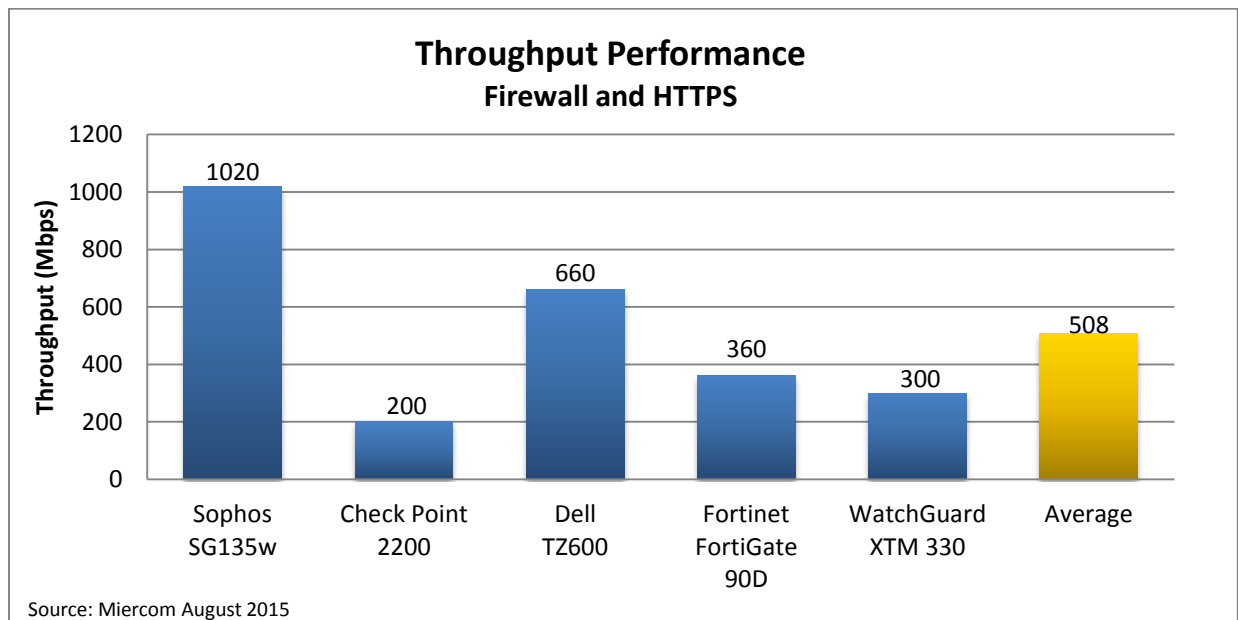 Throughput Performance
Firewall and HTTPS
Throughput (Mbps)
1200
1000
800
600
400
200
0
1020
200
660
360
300
508
Sophos
SG135w
Check Point
2200
Dell
TZ600
Fortinet
FortiGate
90D
WatchGuard
XTM 330
Average
Source: Miercom August 2015